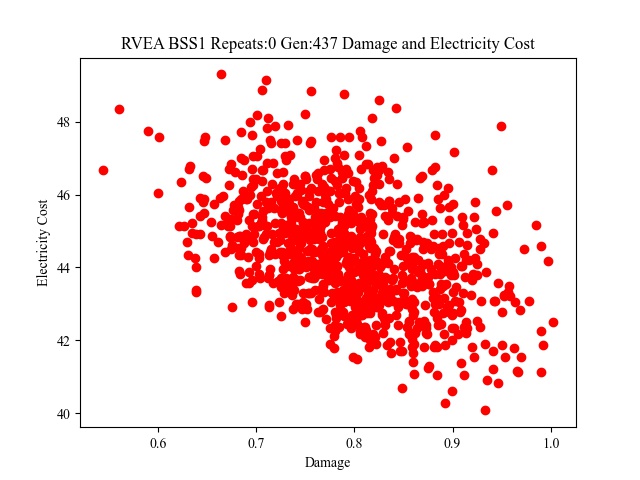 RVEA BSS1 Repeats:0 Gen:437 Damage and Electricity Cost
48
46
44
42
40
Electricity Cost
0.6 0.7 0.8 0.9 1.0
Damage